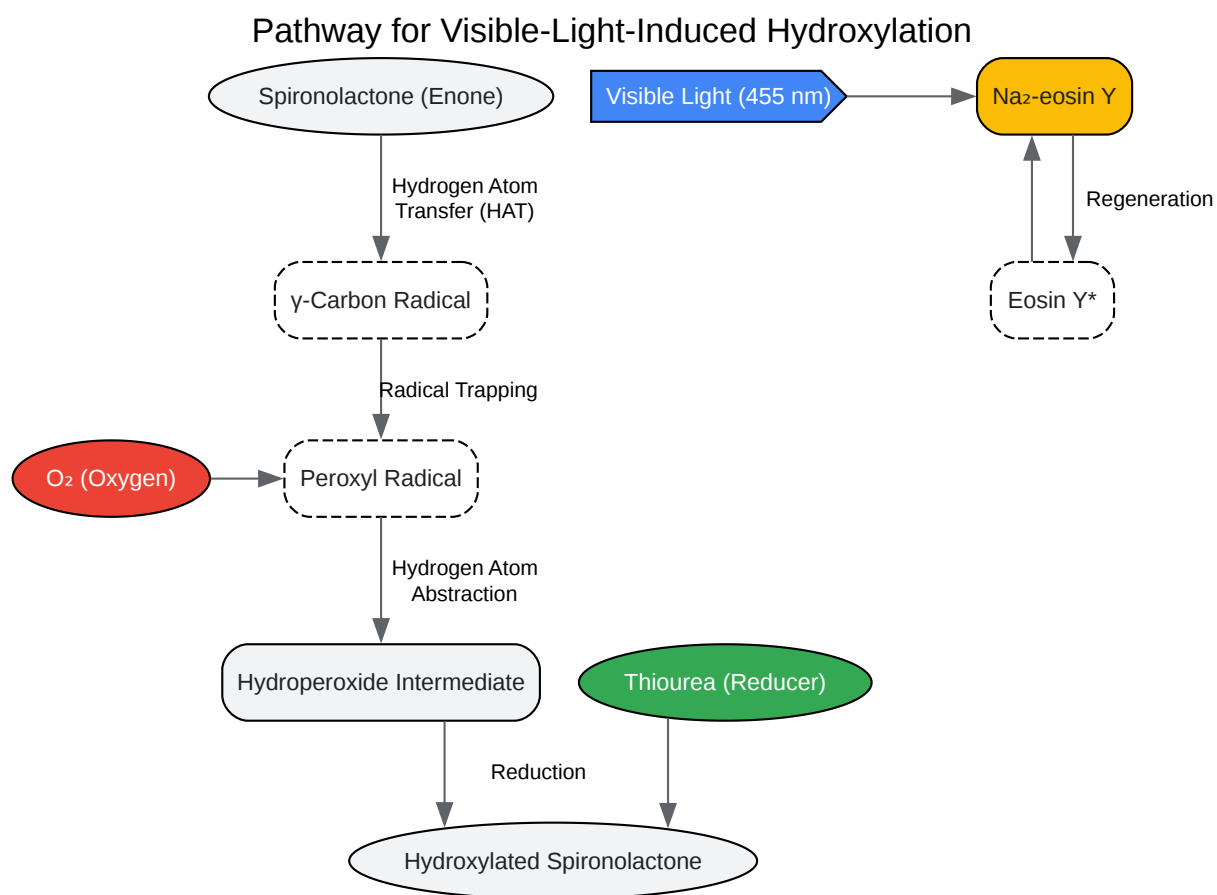 Pathway for Visible-Light-Induced Hydroxylation
Spironolactone (Enone)
Visible Light (455 nm)
Na₂-eosin Y
Hydrogen Atom
Transfer (HAT)
Regeneration
γ-Carbon Radical
Eosin Y*
Radical Trapping
O₂ (Oxygen)
Peroxyl Radical
Hydrogen Atom
Abstraction
Hydroperoxide Intermediate
Thiourea (Reducer)
Reduction
Hydroxylated Spironolactone